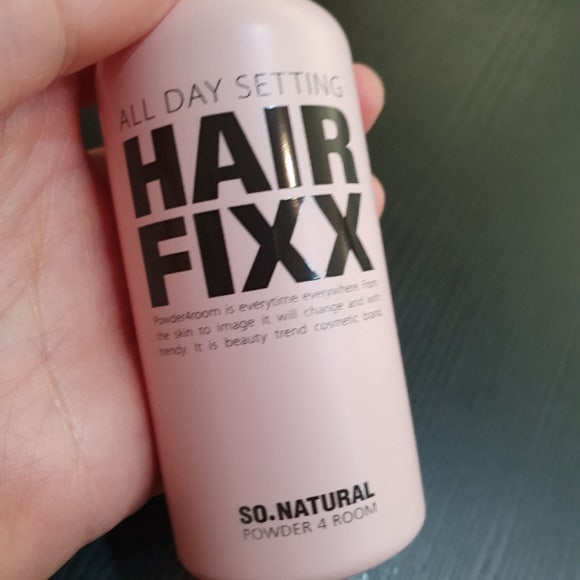 ALL DAY SETTING
HAIR
FIXX
Powder4room is everytime everywhere. From
the skin to image it will change and with
trendy. It is beauty trend cosmetic brand
SO.NATURAL
POWDER 4 ROOM